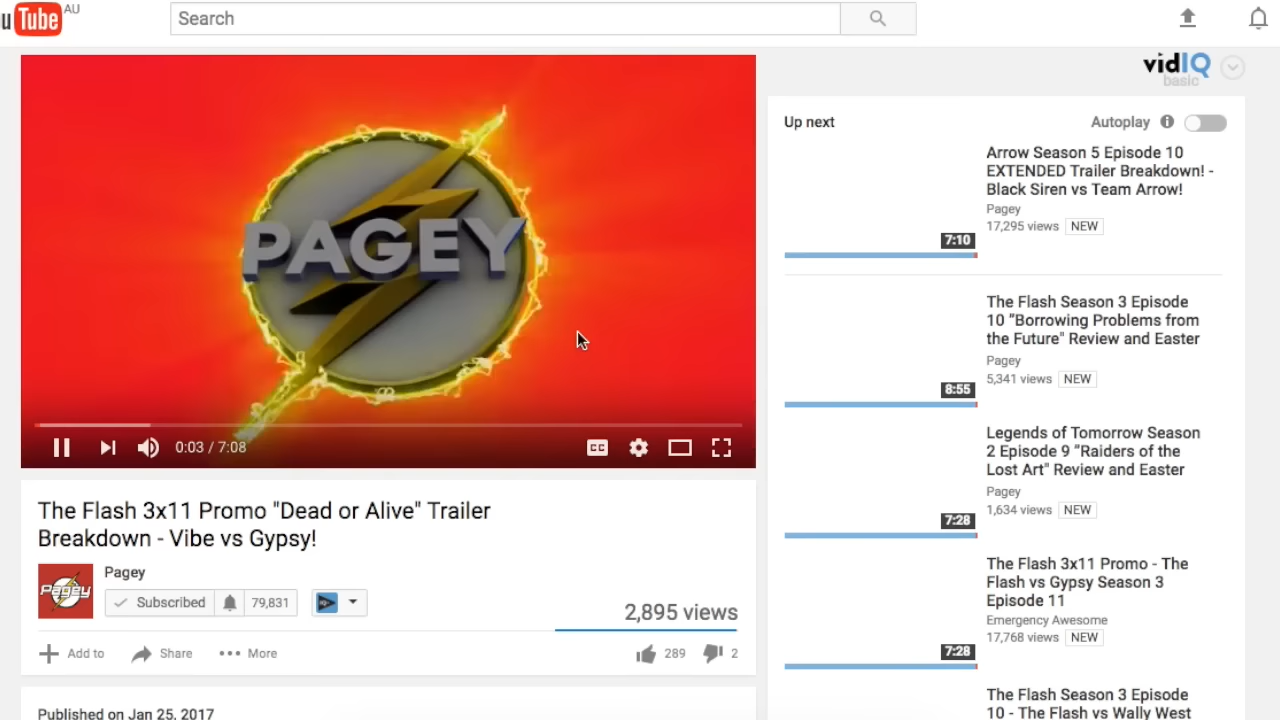 u Tube AU
Search
vidIQ
basic
PAGEY
0:03 / 7:08
CC
Up next
Autoplay
Arrow Season 5 Episode 10
EXTENDED Trailer Breakdown! -
Black Siren vs Team Arrow!
Pagey
17,295 views NEW
7:10
The Flash Season 3 Episode
10 "Borrowing Problems from
the Future" Review and Easter
Pagey
5,341 views NEW
8:55
Legends of Tomorrow Season
2 Episode 9 "Raiders of the
Lost Art" Review and Easter
Pagey
1,634 views NEW
7:28
The Flash 3x11 Promo - The
Flash vs Gypsy Season 3
Episode 11
Emergency Awesome
17,768 views NEW
7:28
The Flash Season 3 Episode
10 - The Flash vs Wally West
The Flash 3x11 Promo "Dead or Alive" Trailer
Breakdown - Vibe vs Gypsy!
Pagey
Pagey
Subscribed 79,831
2,895 views
Add to Share More
289 2
Published on Jan 25, 2017